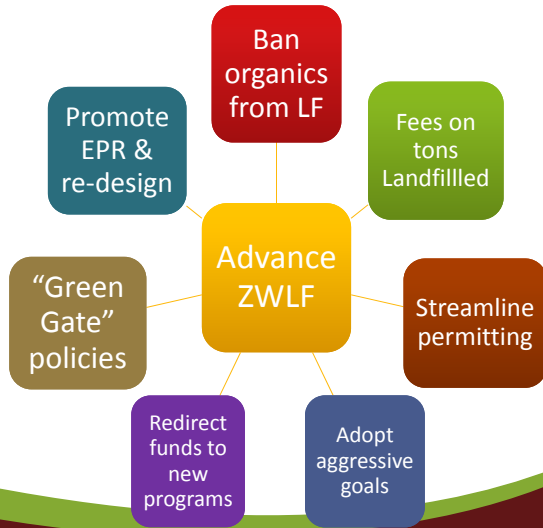 Ban
organics
from LF
Promote
EPR &
re-design
Fees on
tons
Landfillled
Advance
ZWLF
“Green
Gate”
policies
Streamline
permitting
Redirect
funds to
new
programs
Adopt
aggressive
goals